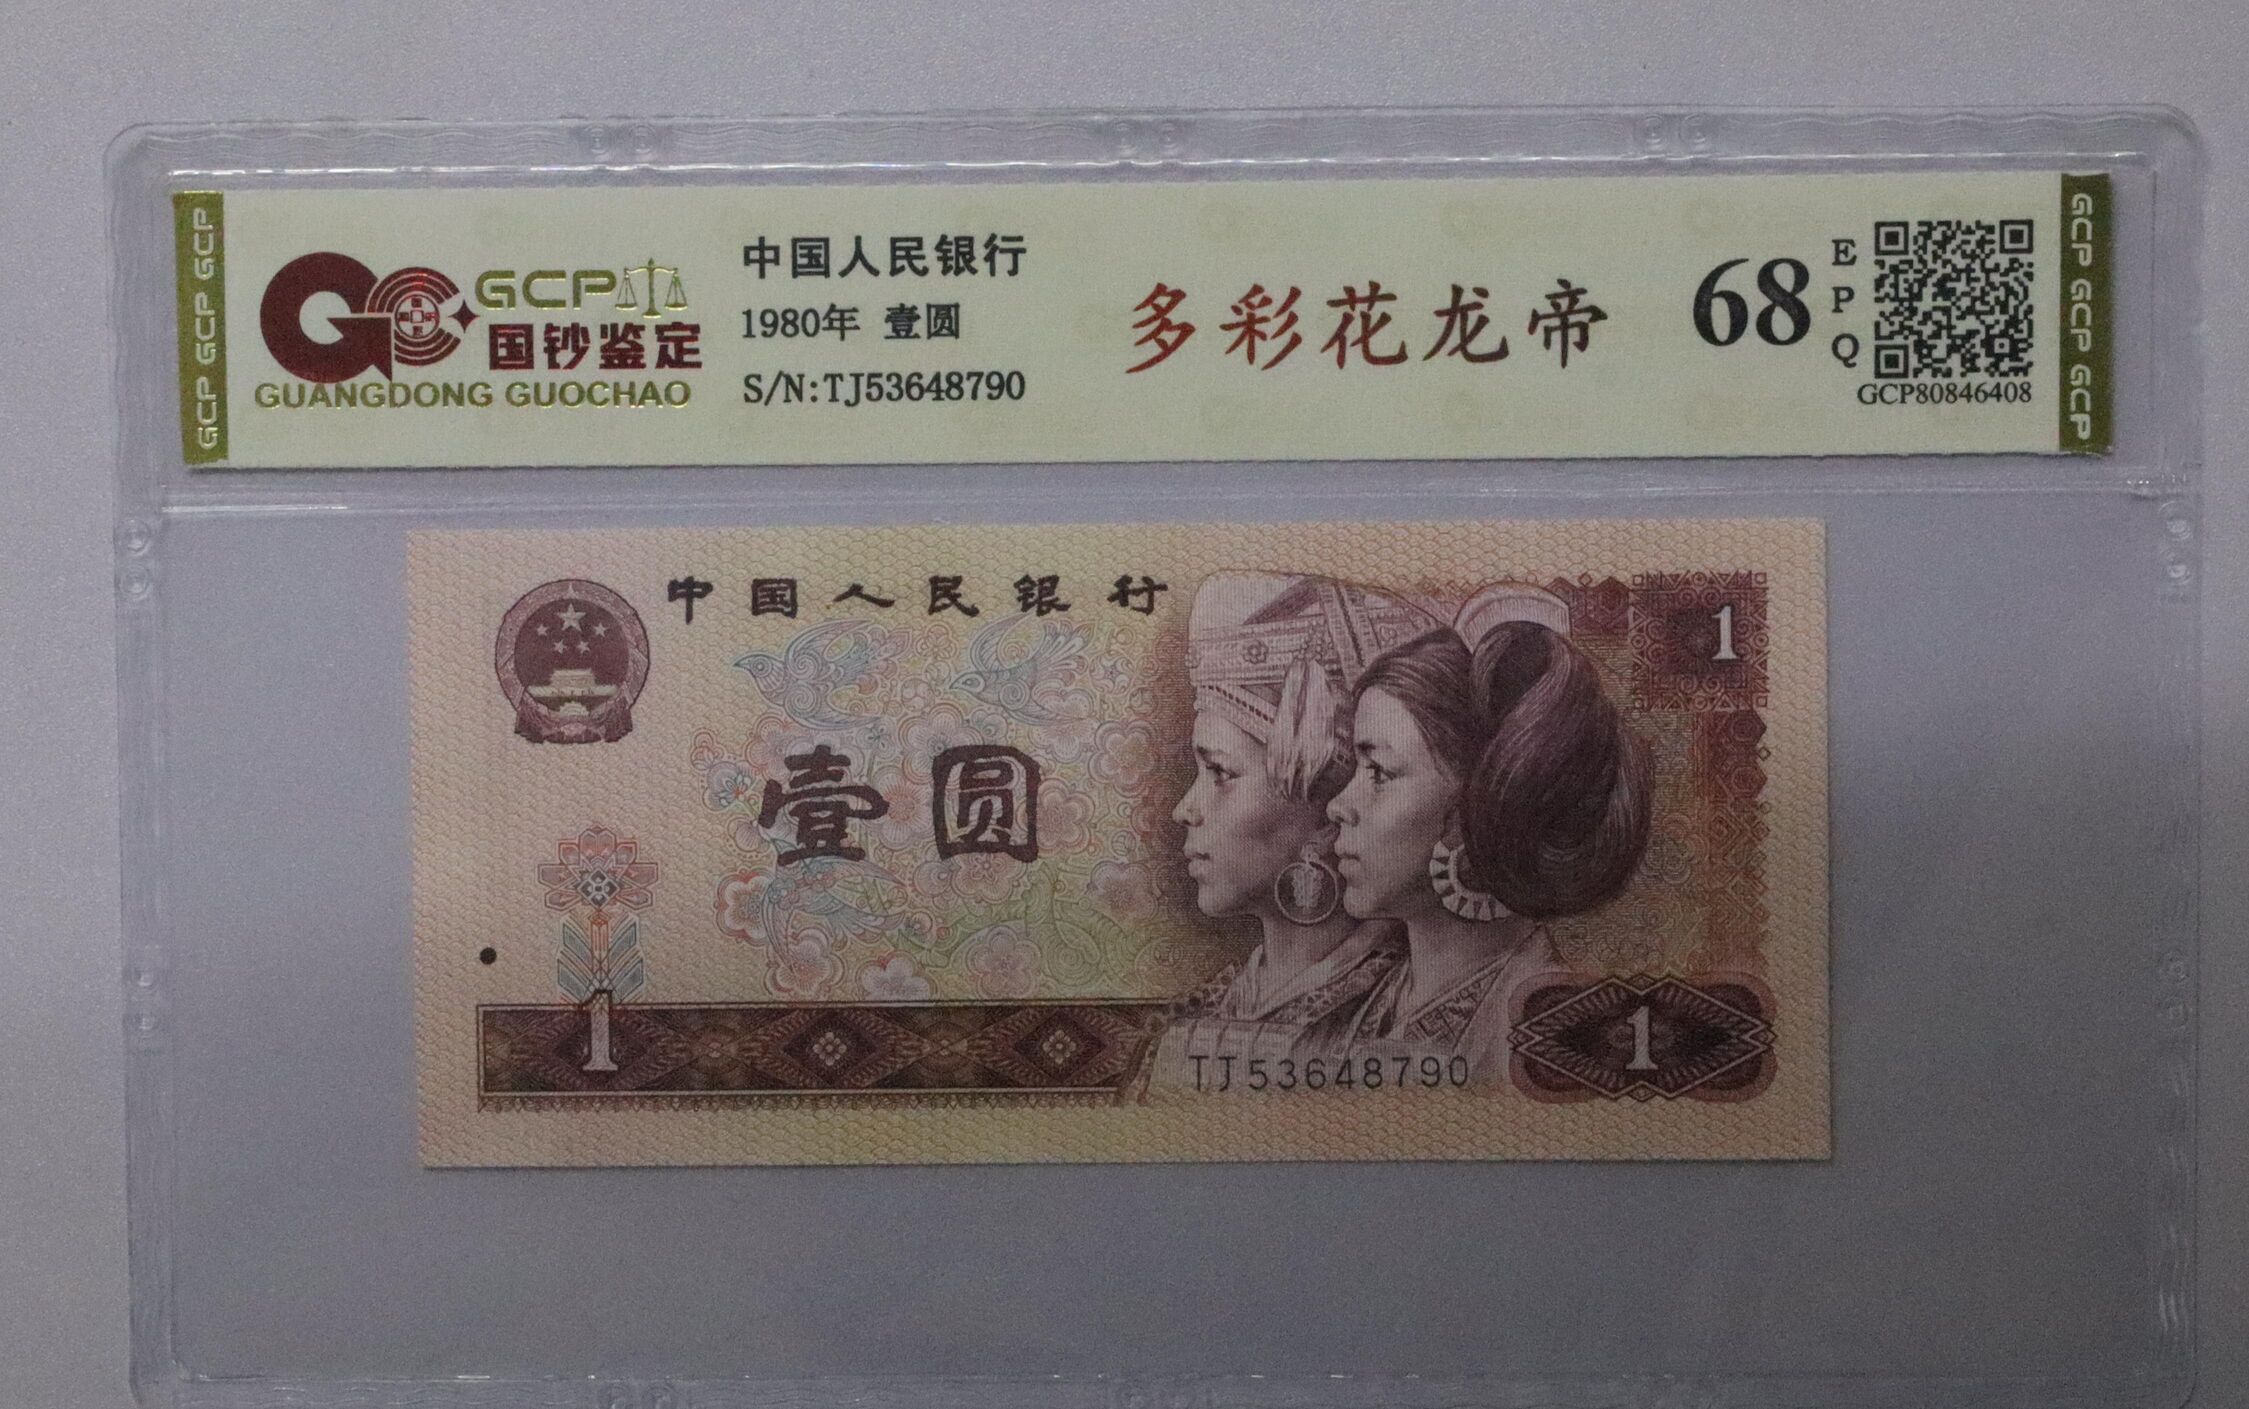 GCP GCP GCP
GCP
国钞鉴定
GUANGDONG GUOCHAO
中国人民银行
1980年 壹圆
S/N:TJ53648790
多彩花龙帝
68
EPQ
GCP80846408
GCP GCP GCP
中国人民银行
1
壹圆
1
TJ53648790
1